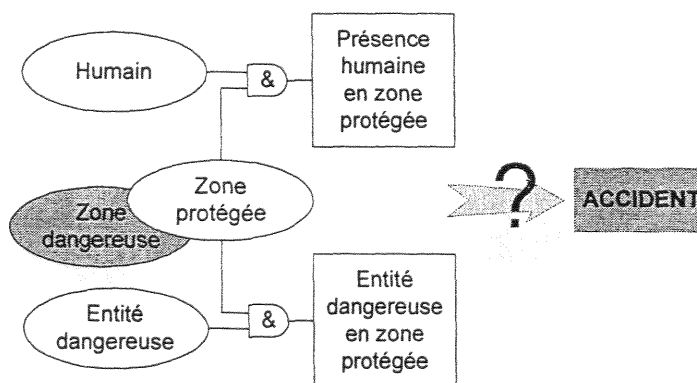 Humain
&
Présence
humaine
en zone
protégée
Zone
protégée
Zone
dangereuse
?
ACCIDENT
Entité
dangereuse
&
Entité
dangereuse
en zone
protégée